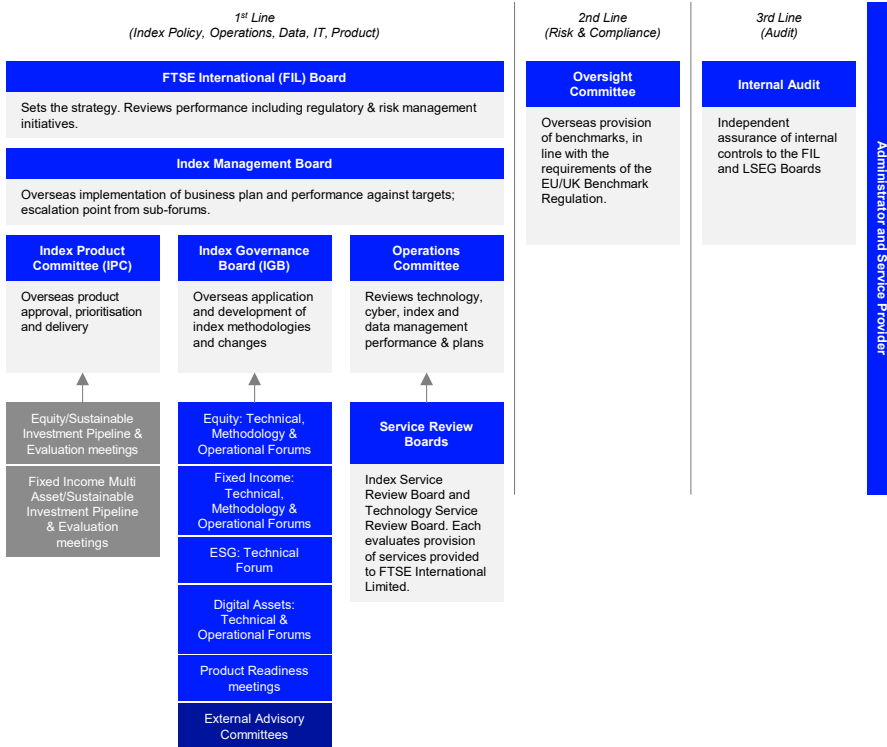 1st Line
(Index Policy, Operations, Data, IT, Product)
2nd Line
(Risk & Compliance)
3rd Line
(Audit)
FTSE International (FIL) Board
Sets the strategy. Reviews performance including regulatory & risk management
initiatives.
Index Management Board
Overseas implementation of business plan and performance against targets;
escalation point from sub-forums.
Index Product
Committee (IPC)
Overseas product
approval, prioritisation
and delivery
Equity/Sustainable
Investment Pipeline &
Evaluation meetings
Fixed Income Multi
Asset/Sustainable
Investment Pipeline
& Evaluation
meetings
Index Governance
Board (IGB)
Overseas application
and development of
index methodologies
and changes
Equity: Technical,
Methodology &
Operational Forums
Fixed Income:
Technical,
Methodology &
Operational Forums
ESG: Technical
Forum
Digital Assets:
Technical &
Operational Forums
Product Readiness
meetings
External Advisory
Committees
Operations
Committee
Reviews technology,
cyber, index and
data management
performance & plans
Service Review
Boards
Index Service
Review Board and
Technology Service
Review Board. Each
evaluates provision
of services provided
to FTSE International
Limited.
Oversight
Committee
Overseas provision
of benchmarks, in
line with the
requirements of the
EU/UK Benchmark
Regulation.
Internal Audit
Independent
assurance of internal
controls to the FIL
and LSEG Boards
Administrator and Service Provider